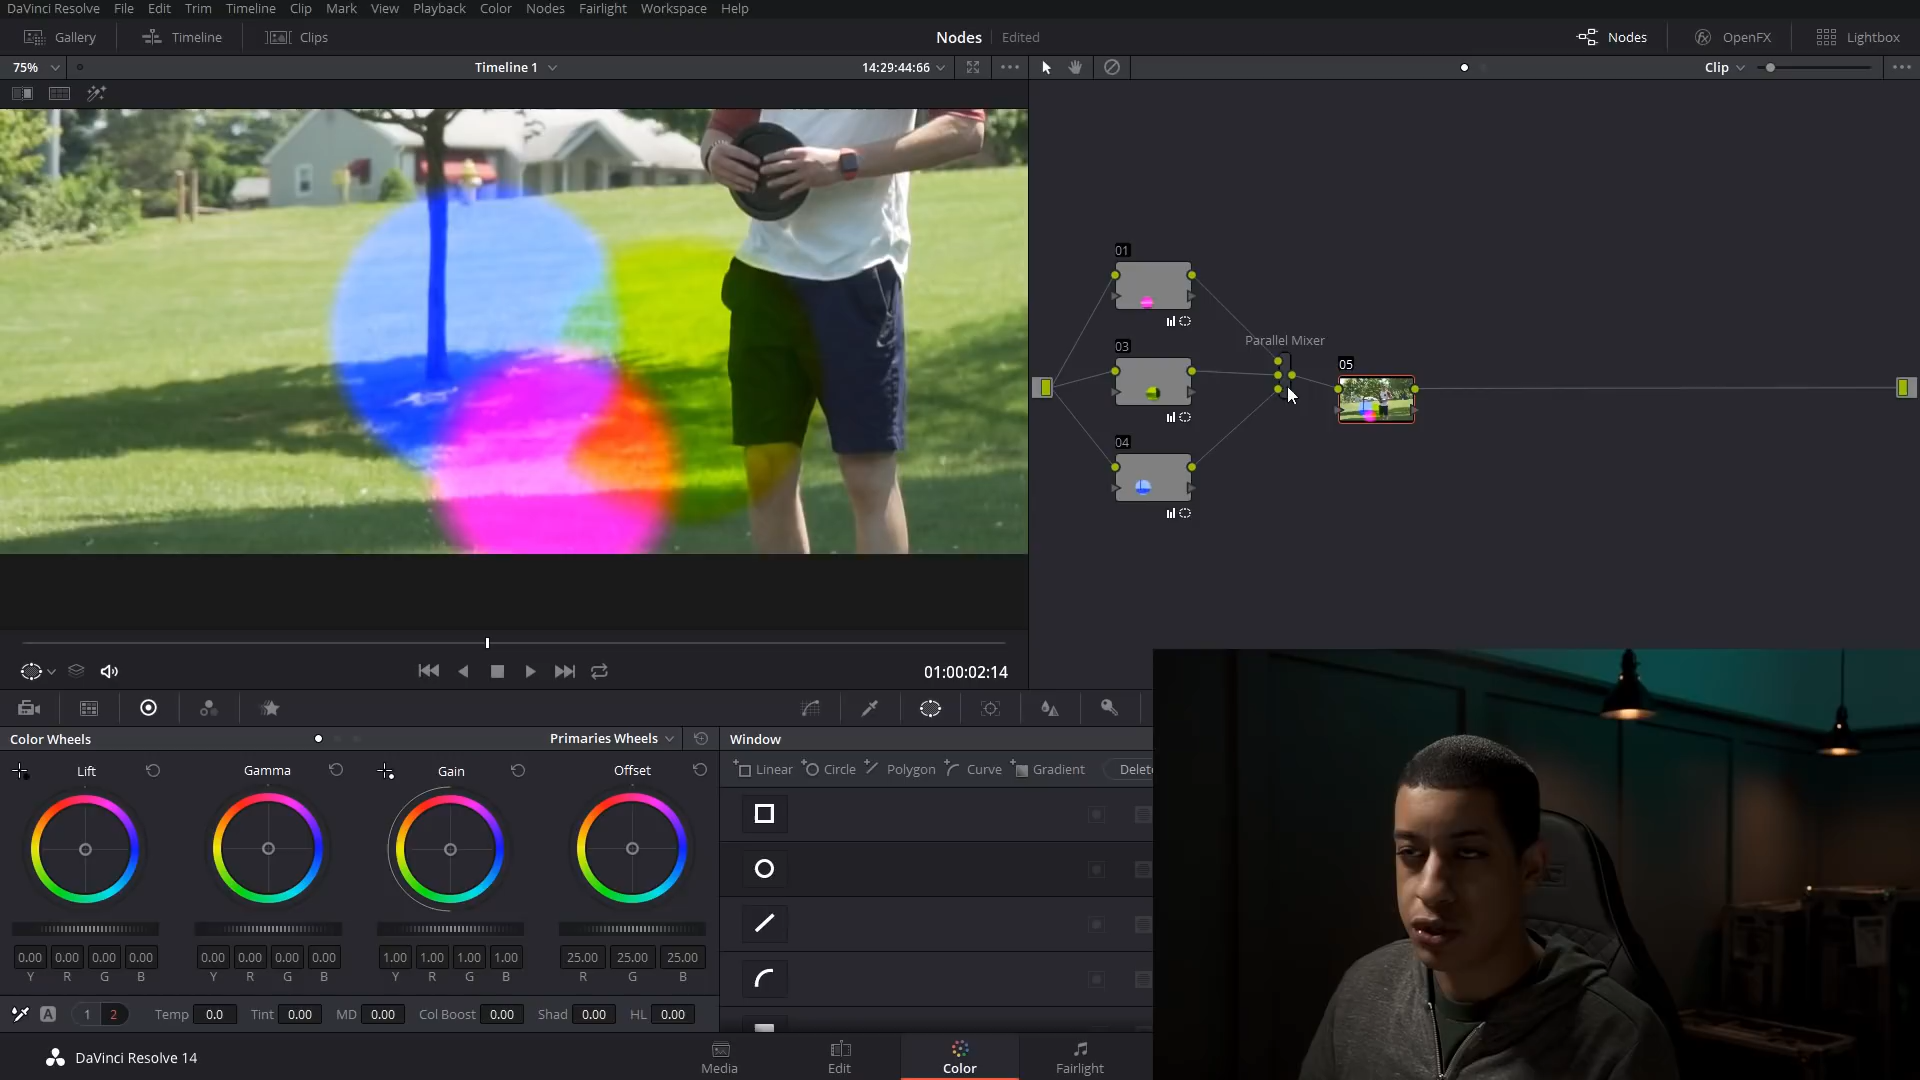 DaVinci Resolve File Edit Trim Timeline Clip Mark View Playback Color Nodes Fairlight Workspace Help
Gallery Timeline Clips Nodes Edited Nodes OpenFX Lightbox
75% Timeline 1 14:29:44:66 Clip
01
Parallel Mixer
03
05
04
01:00:02:14
Color Wheels Primaries Wheels Window
Lift Gamma Gain Offset Linear Circle Polygon Curve Gradient Delet
0.00 0.00 0.00 0.00 0.00 0.00 0.00 0.00 1.00 1.00 1.00 1.00 25.00 25.00 25.00
Y R G B Y R G B Y R G B R G B
A 1 2 Temp 0.0 Tint 0.00 MD 0.00 Col Boost 0.00 Shad 0.00 HL 0.00
DaVinci Resolve 14 Media Edit Color Fairlight